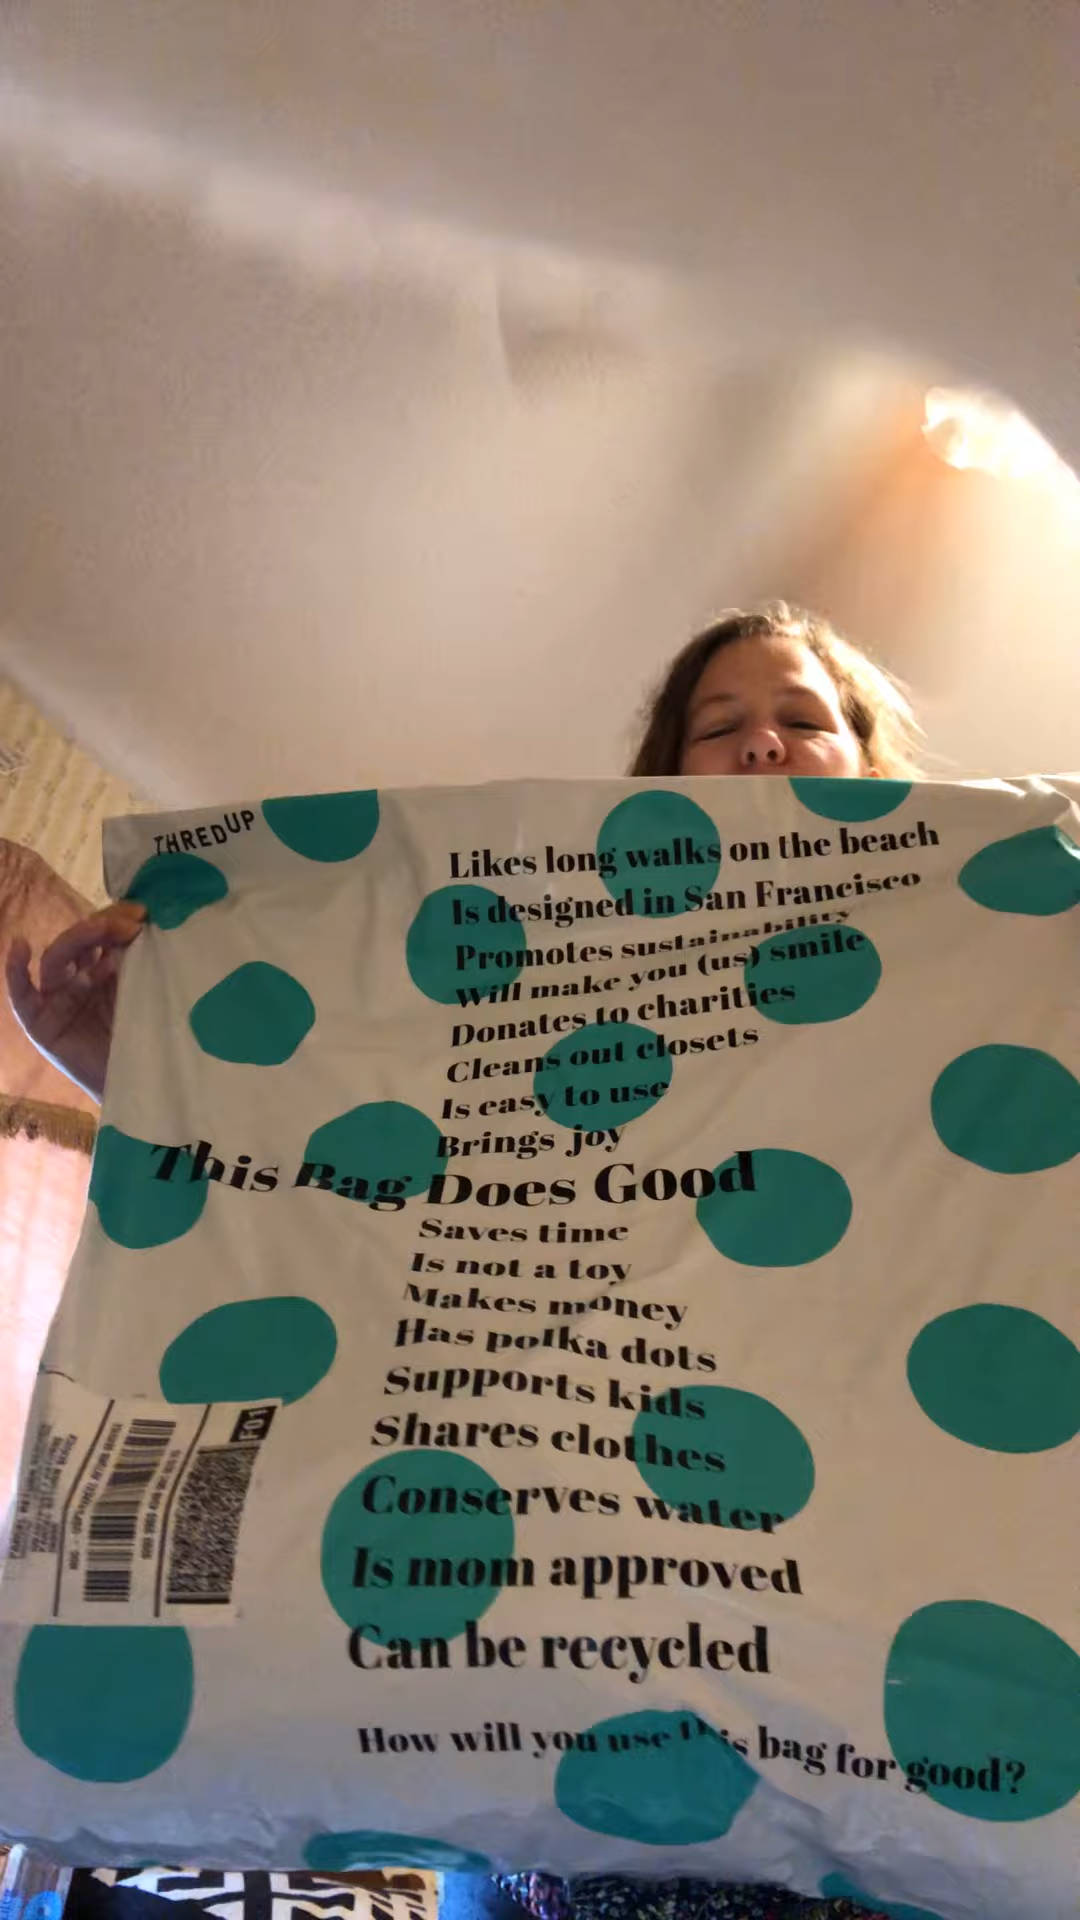 THREDUP
Likes long walks on the beach
Is designed in San Francisco
Promotes sustainability
Will make you (us) smile
Donates to charities
Cleans out closets
Is easy to use
Brings joy
This Bag Does Good
Saves time
Is not a toy
Makes money
Has polka dots
Supports kids
Shares clothes
Conserves water
Is mom approved
Can be recycled
How will you use this bag for good?
F01